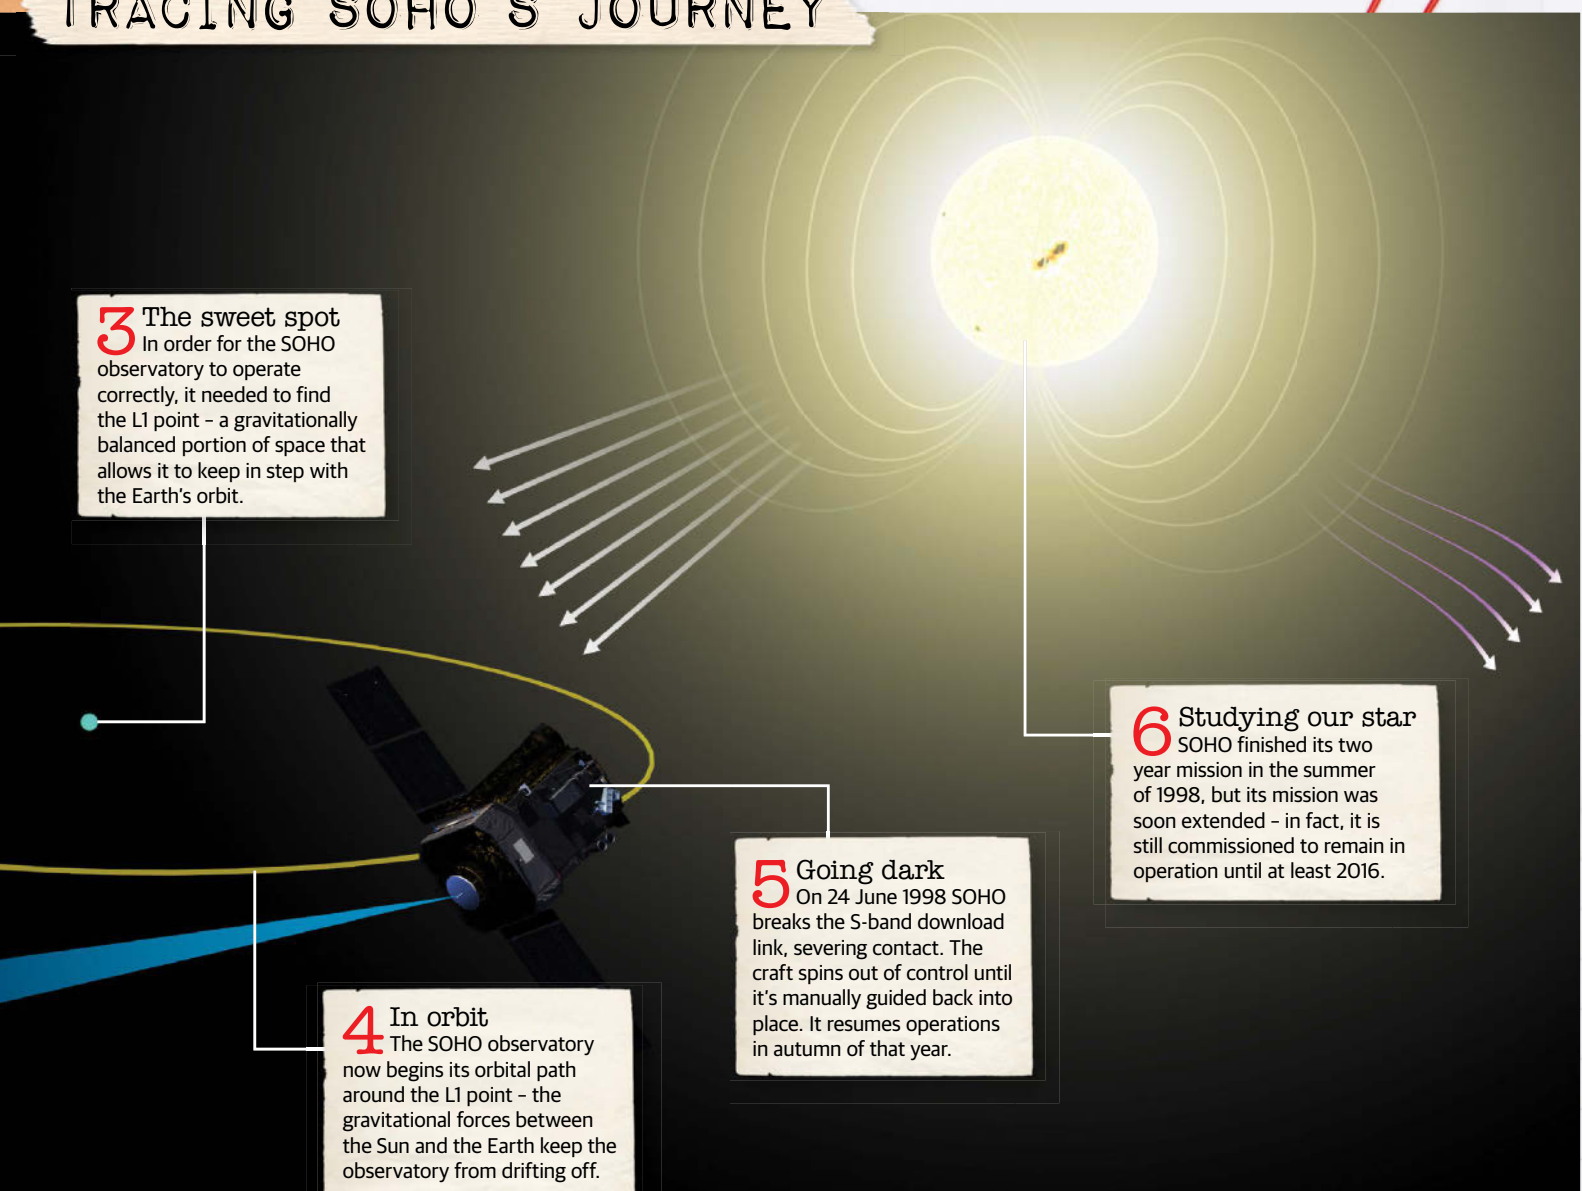 TRACING SOHO'S JOURNEY
3 The sweet spot
In order for the SOHO
observatory to operate
correctly, it needed to find
the L1 point – a gravitationally
balanced portion of space that
allows it to keep in step with
the Earth's orbit.
4 In orbit
The SOHO observatory
now begins its orbital path
around the L1 point – the
gravitational forces between
the Sun and the Earth keep the
observatory from drifting off.
5 Going dark
On 24 June 1998 SOHO
breaks the S-band download
link, severing contact. The
craft spins out of control until
it's manually guided back into
place. It resumes operations
in autumn of that year.
6 Studying our star
SOHO finished its two
year mission in the summer
of 1998, but its mission was
soon extended – in fact, it is
still commissioned to remain in
operation until at least 2016.